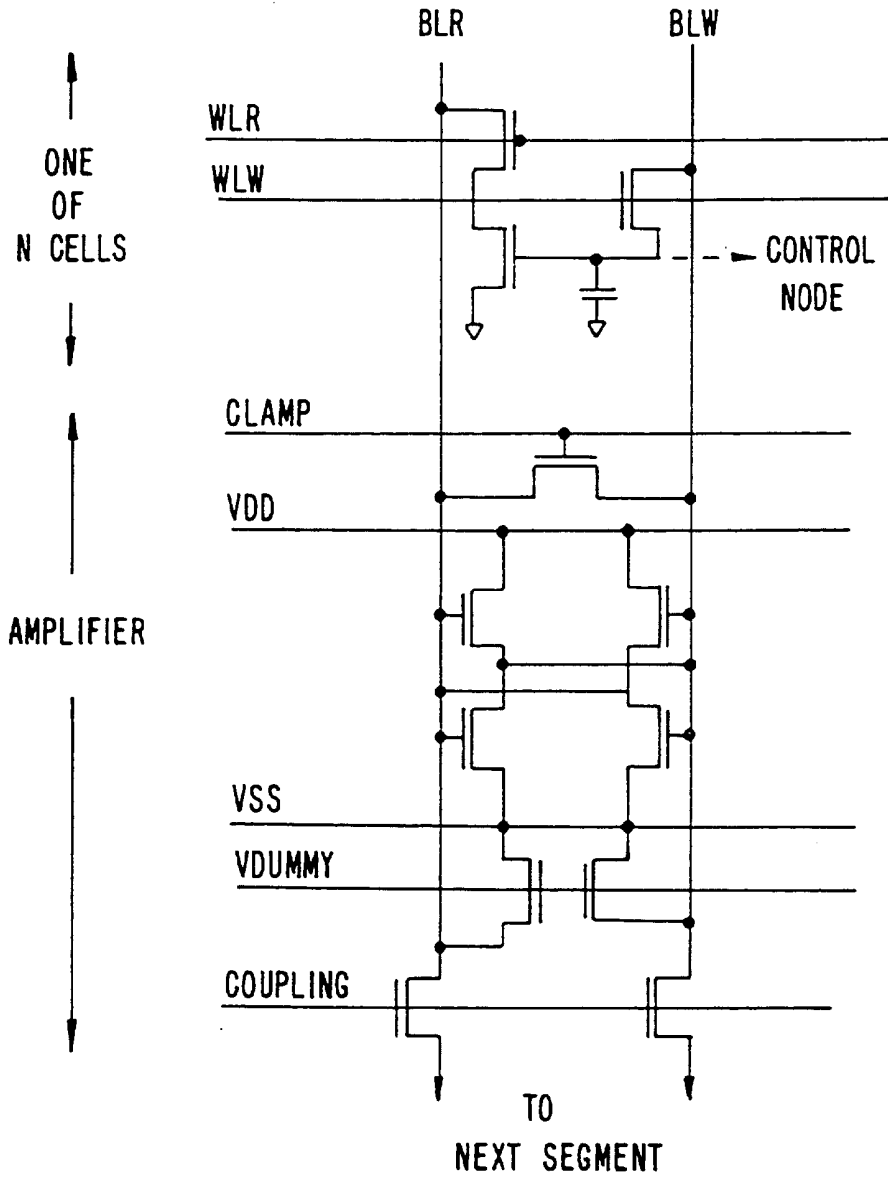 BLR
BLW
WLR
WLW
ONE
OF
N CELLS
CONTROL
NODE
CLAMP
VDD
AMPLIFIER
VSS
VDUMMY
COUPLING
TO
NEXT SEGMENT